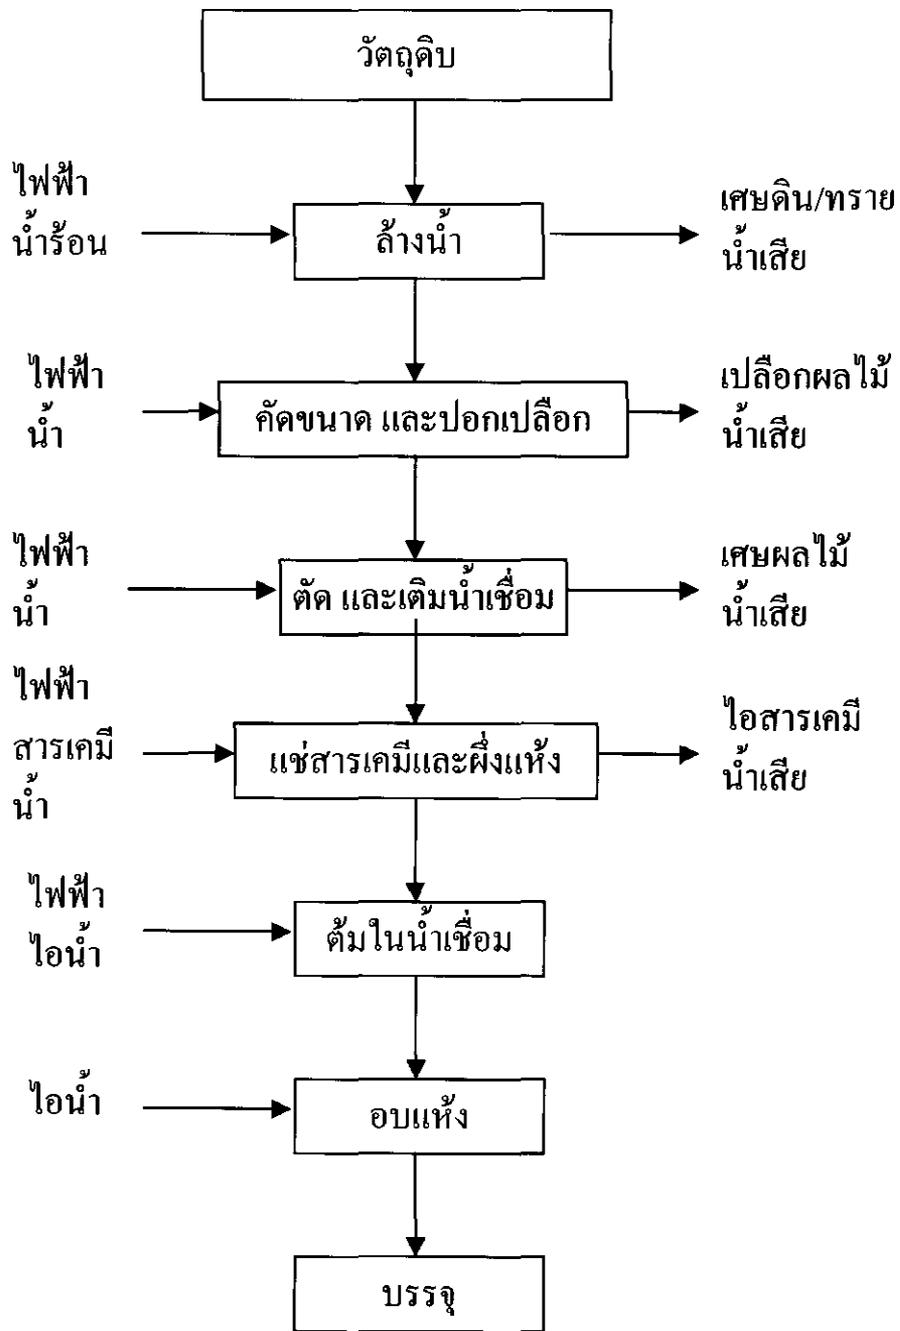 วัตถุดิบ
ไฟฟ้า
น้ำร้อน
ล้างน้ำ
เศษดิน/ทราย
น้ำเสีย
ไฟฟ้า
น้ำ
คัดขนาด และปอกเปลือก
เปลือกผลไม้
น้ำเสีย
ไฟฟ้า
น้ำ
ตัด และเติมน้ำเชื่อม
เศษผลไม้
น้ำเสีย
ไฟฟ้า
สารเคมี
น้ำ
แช่สารเคมีและผึ่งแห้ง
ไอสารเคมี
น้ำเสีย
ไฟฟ้า
ไอน้ำ
ต้มในน้ำเชื่อม
ไอน้ำ
อบแห้ง
บรรจุ